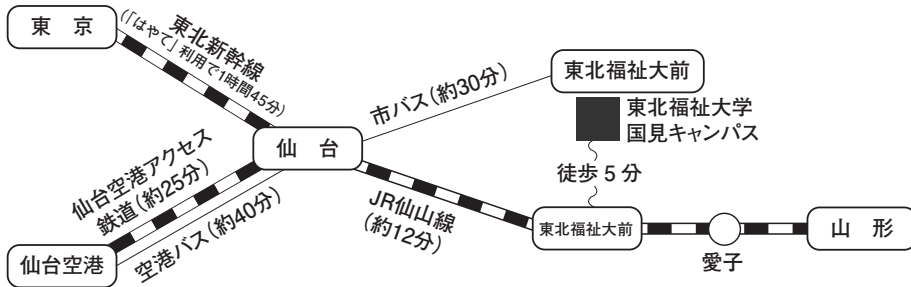 東 京
東北新幹線
(「はやて」利用で1時間45分)
仙台空港アクセス
鉄道(約25分)
仙台空港
空港バス(約40分)
仙 台
市バス(約30分)
東北福祉大前
東北福祉大学
国見キャンパス
徒歩5分
JR仙山線
(約12分)
東北福祉大前
愛子
山 形